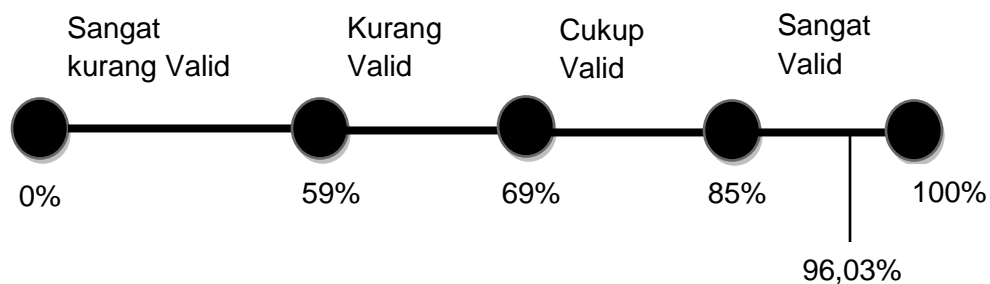 Sangat
kurang Valid
Kurang
Valid
Cukup
Valid
Sangat
Valid
0%
59%
69%
85%
100%
96,03%